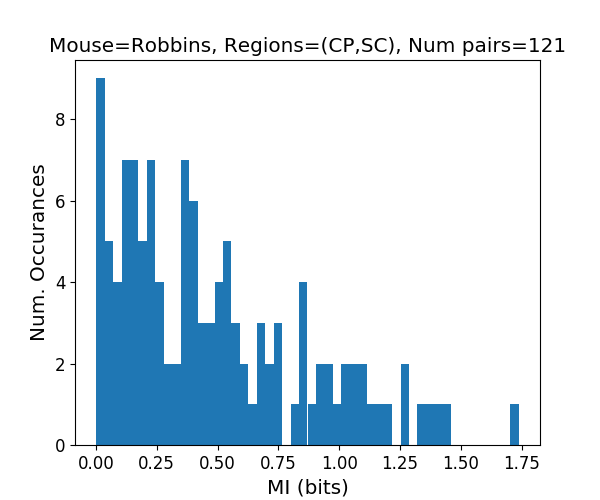 Mouse=Robbins, Regions=(CP,SC), Num pairs=121
8
6
4
2
0
Num. Occurances
0.00 0.25 0.50 0.75 1.00 1.25 1.50 1.75
MI (bits)